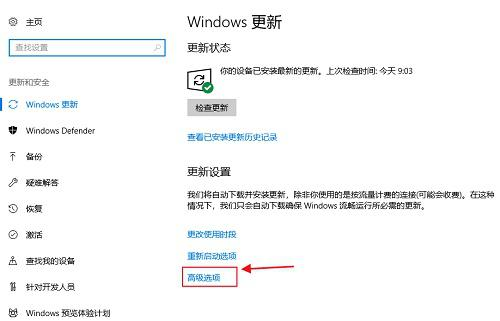 主页
查找设置
更新和安全
Windows 更新
Windows Defender
备份
疑难解答
恢复
激活
查找我的设备
针对开发人员
Windows 预览体验计划
Windows 更新
更新状态
你的设备已安装最新的更新。上次检查时间: 今天 9:03
检查更新
查看已安装更新历史记录
更新设置
我们将自动下载并安装更新，除非你使用的是按流量计费的连接(可能会收费)。在这种
情况下，我们只会自动下载确保 Windows 流畅运行所必需的更新。
更改使用时段
重新启动选项
高级选项